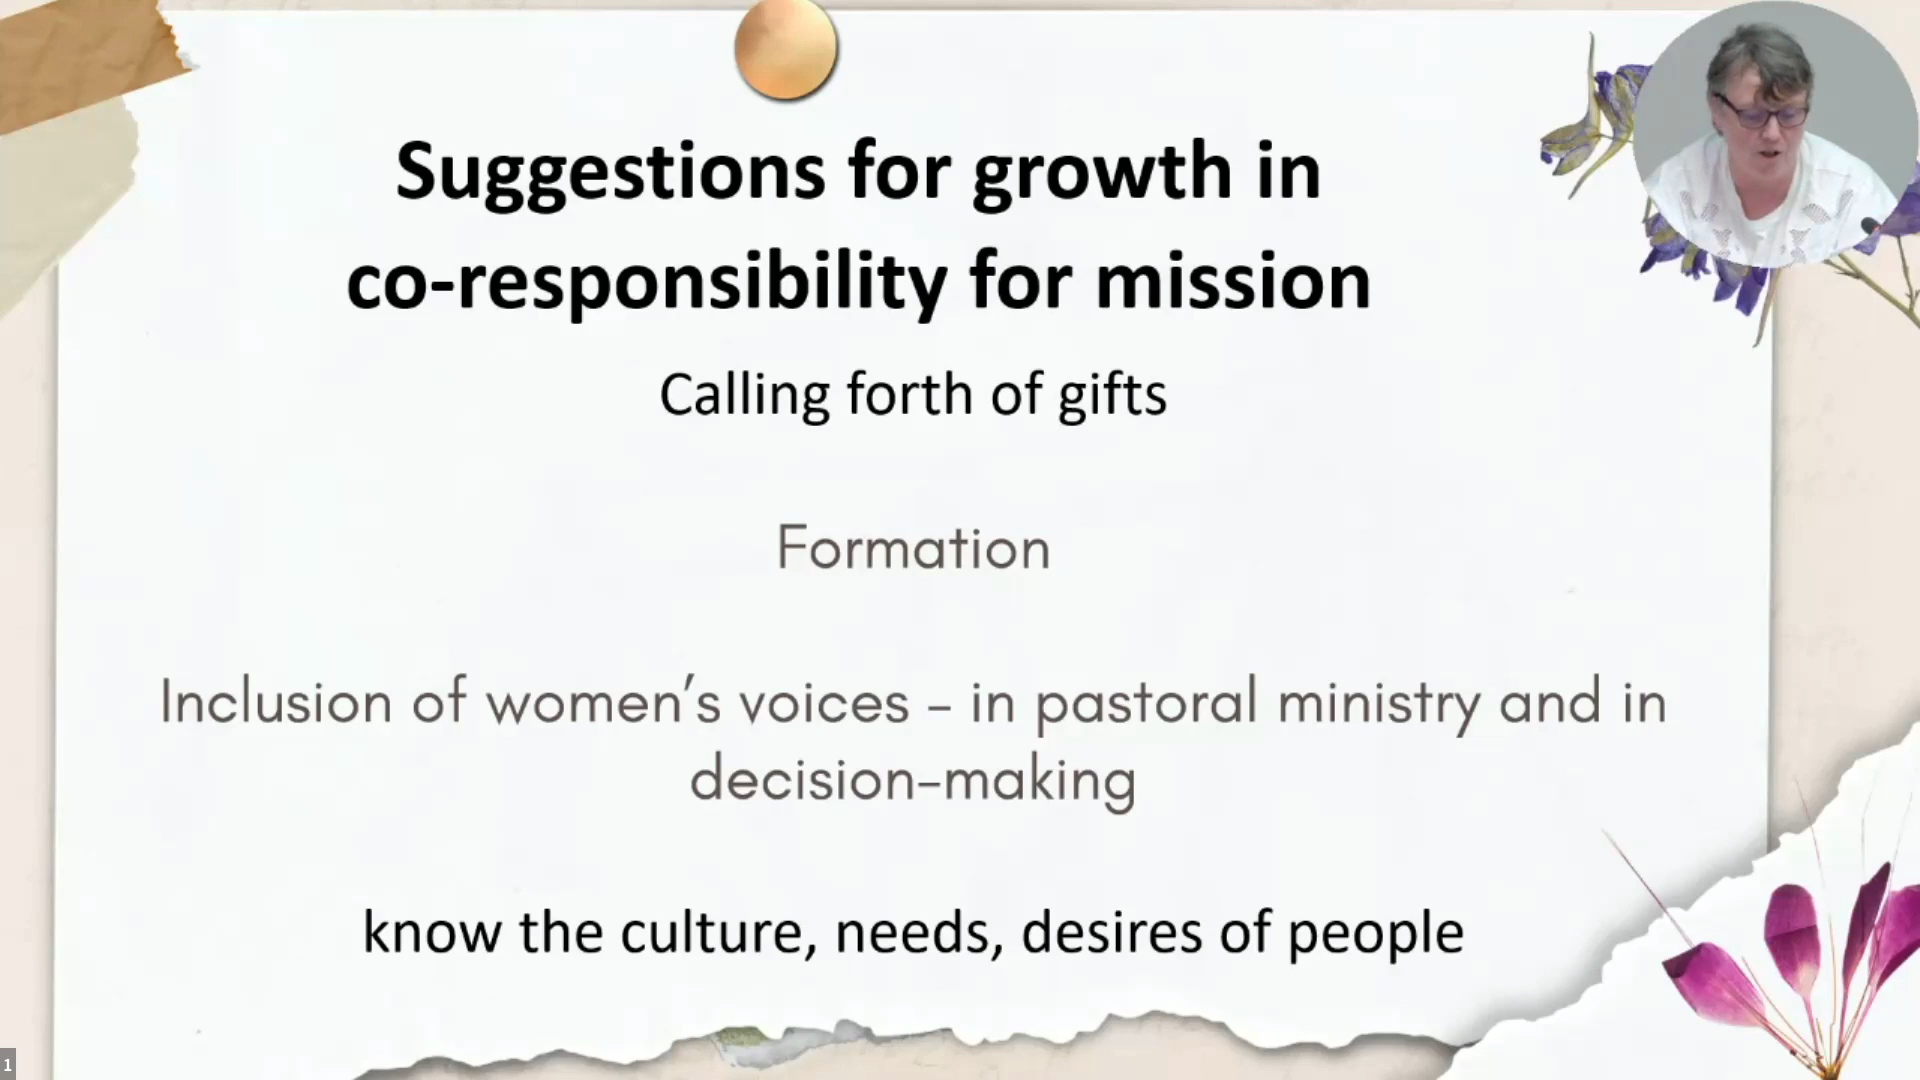 Suggestions for growth in
co-responsibility for mission
Calling forth of gifts
Formation
Inclusion of women’s voices – in pastoral ministry and in
decision-making
know the culture, needs, desires of people
1